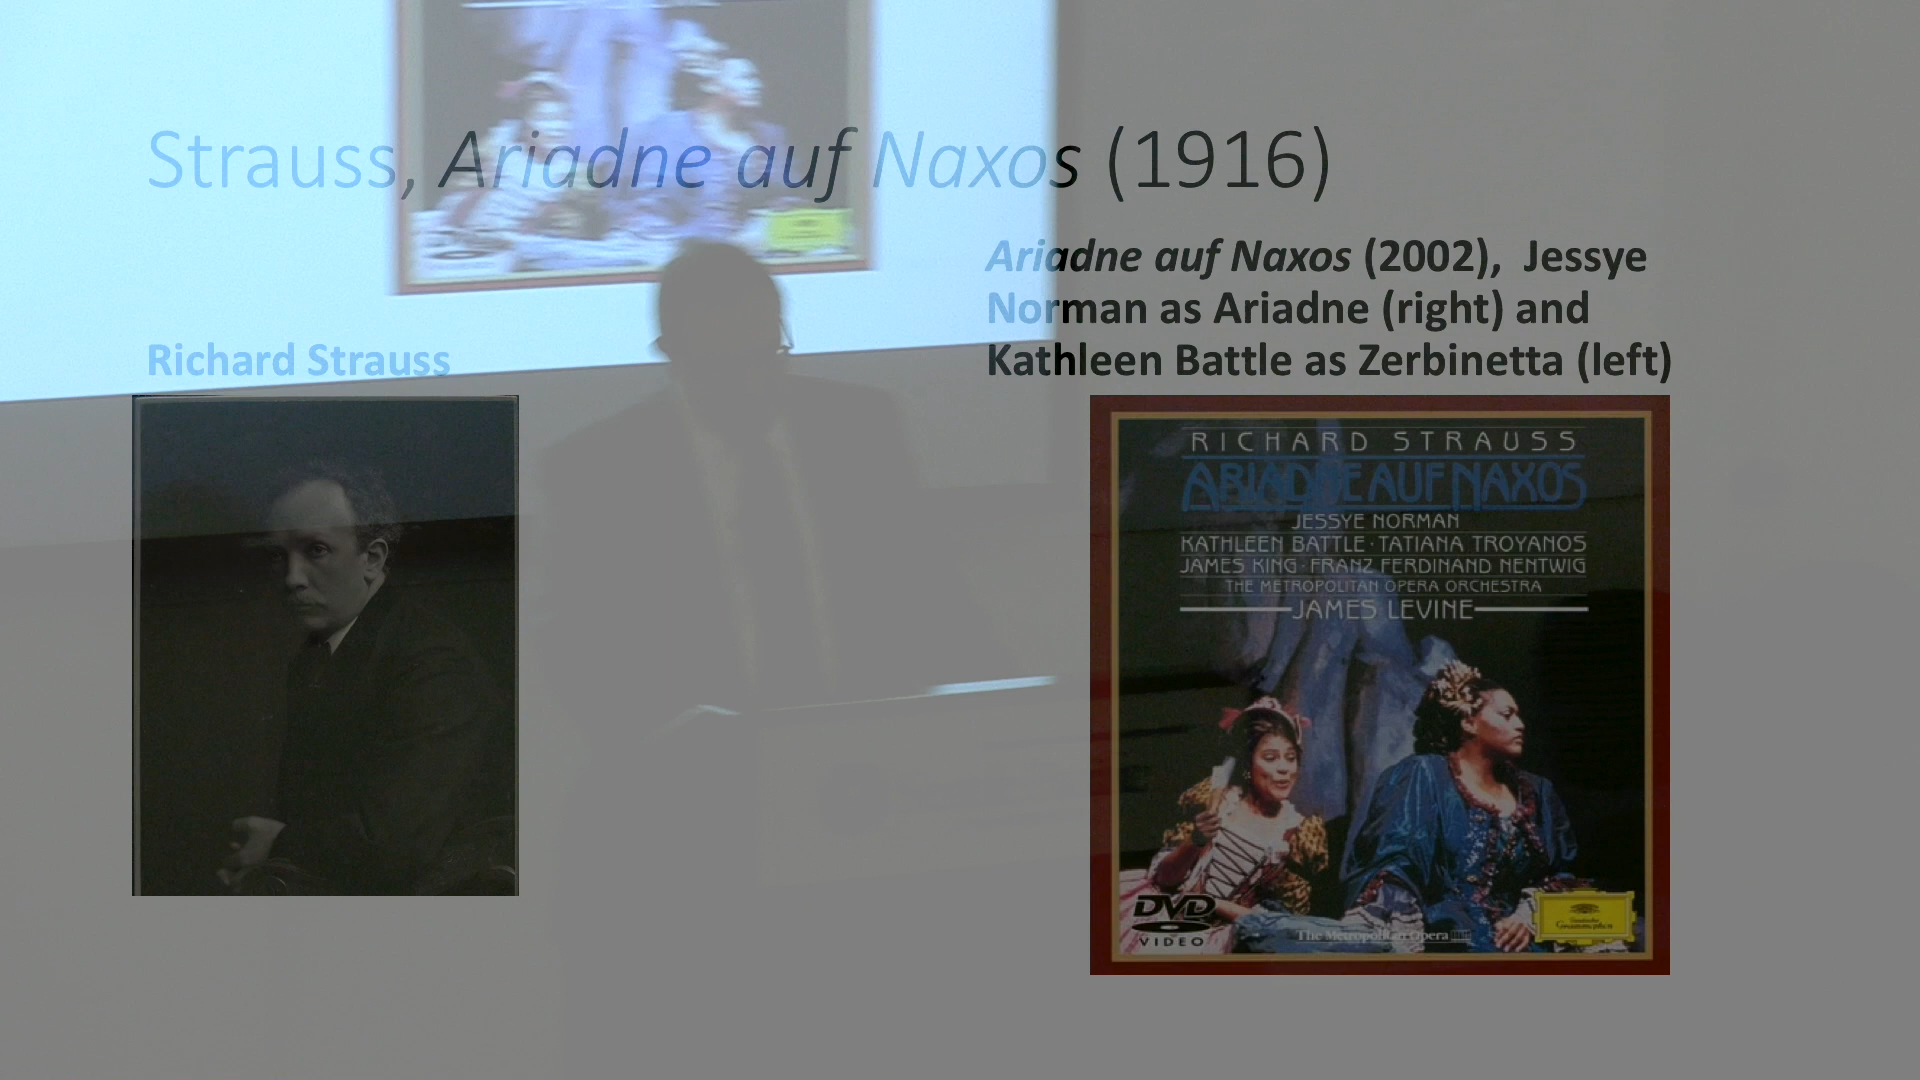 Strauss, Ariadne auf Naxos (1916)
Richard Strauss
Ariadne auf Naxos (2002), Jessye
Norman as Ariadne (right) and
Kathleen Battle as Zerbinetta (left)
RICHARD STRAUSS
ARIADNE AUF NAXOS
JESSYE NORMAN
KATHLEEN BATTLE · TATIANA TROYANOS
JAMES KING · FRANZ FERDINAND NENTWIG
THE METROPOLITAN OPERA ORCHESTRA
JAMES LEVINE
DVD
VIDEO
The Metropolitan Opera
Deutsche
Grammophon